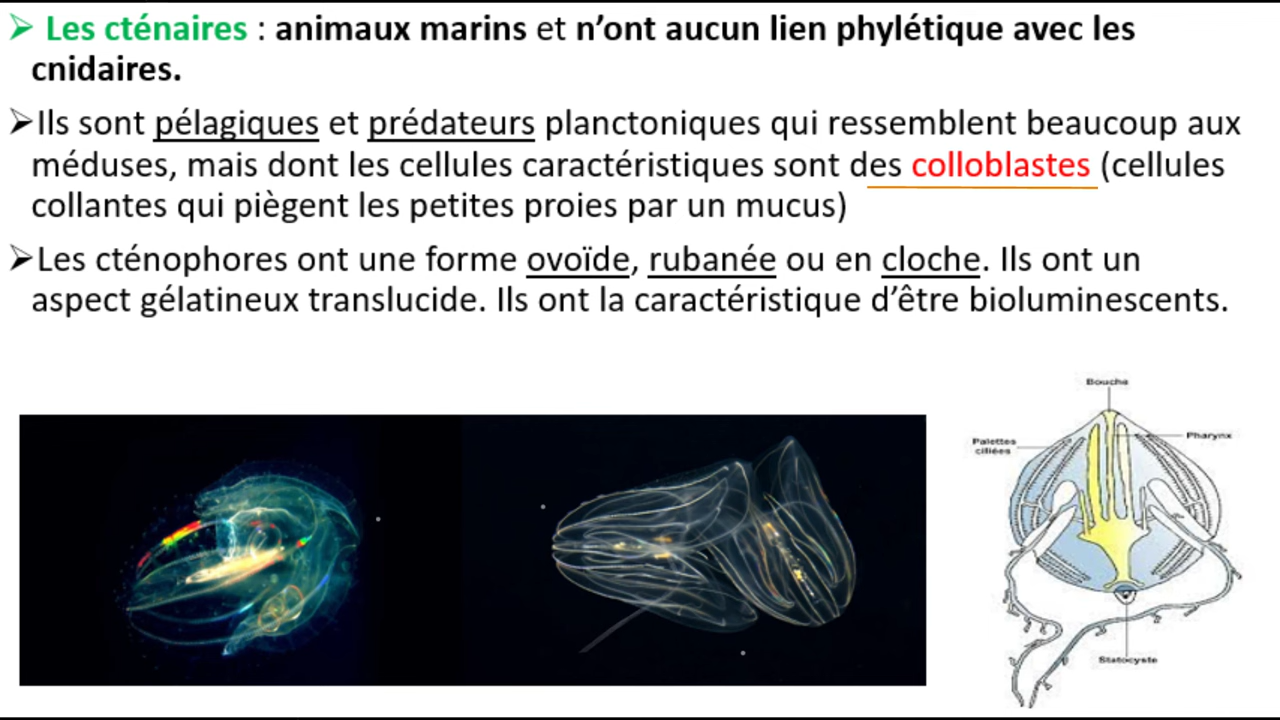 Les cténaires : animaux marins et n'ont aucun lien phylétique avec les
cnidaires.
Ils sont pélagiques et prédateurs planctoniques qui ressemblent beaucoup aux
méduses, mais dont les cellules caractéristiques sont des colloblastes (cellules
collantes qui piègent les petites proies par un mucus)
Les cténophores ont une forme ovoïde, rubanée ou en cloche. Ils ont un
aspect gélatineux translucide. Ils ont la caractéristique d'être bioluminescents.
Bouche
Palettes
ciliées
Pharynx
Statocyste